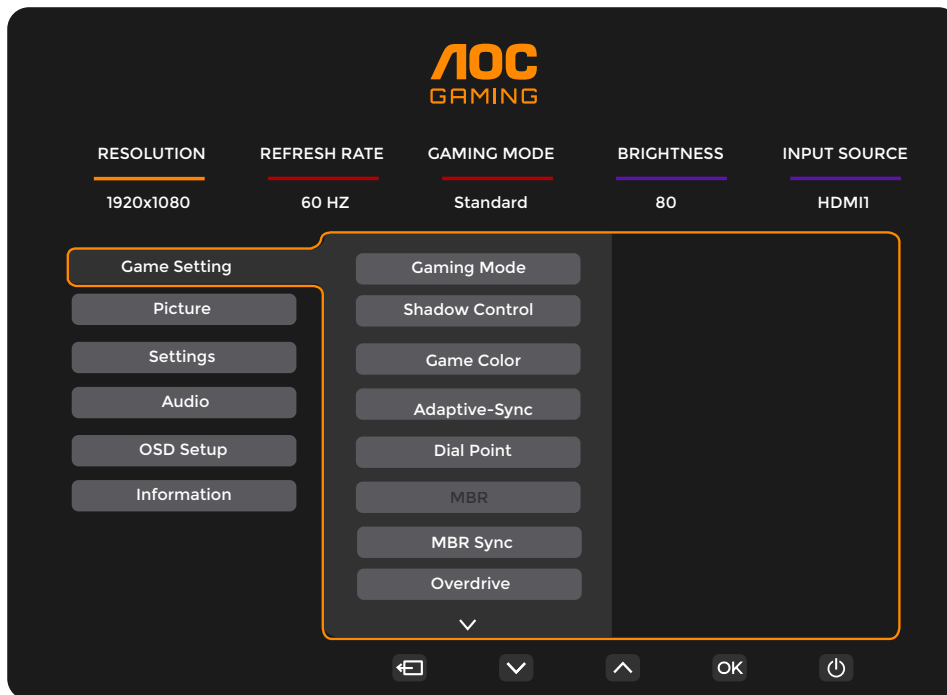 AOC
GAMING
RESOLUTION REFRESH RATE GAMING MODE BRIGHTNESS INPUT SOURCE
1920x1080 60 HZ Standard 80 HDMI1
Game Setting
Picture
Settings
Audio
OSD Setup
Information
Gaming Mode
Shadow Control
Game Color
Adaptive-Sync
Dial Point
MBR
MBR Sync
Overdrive
OK